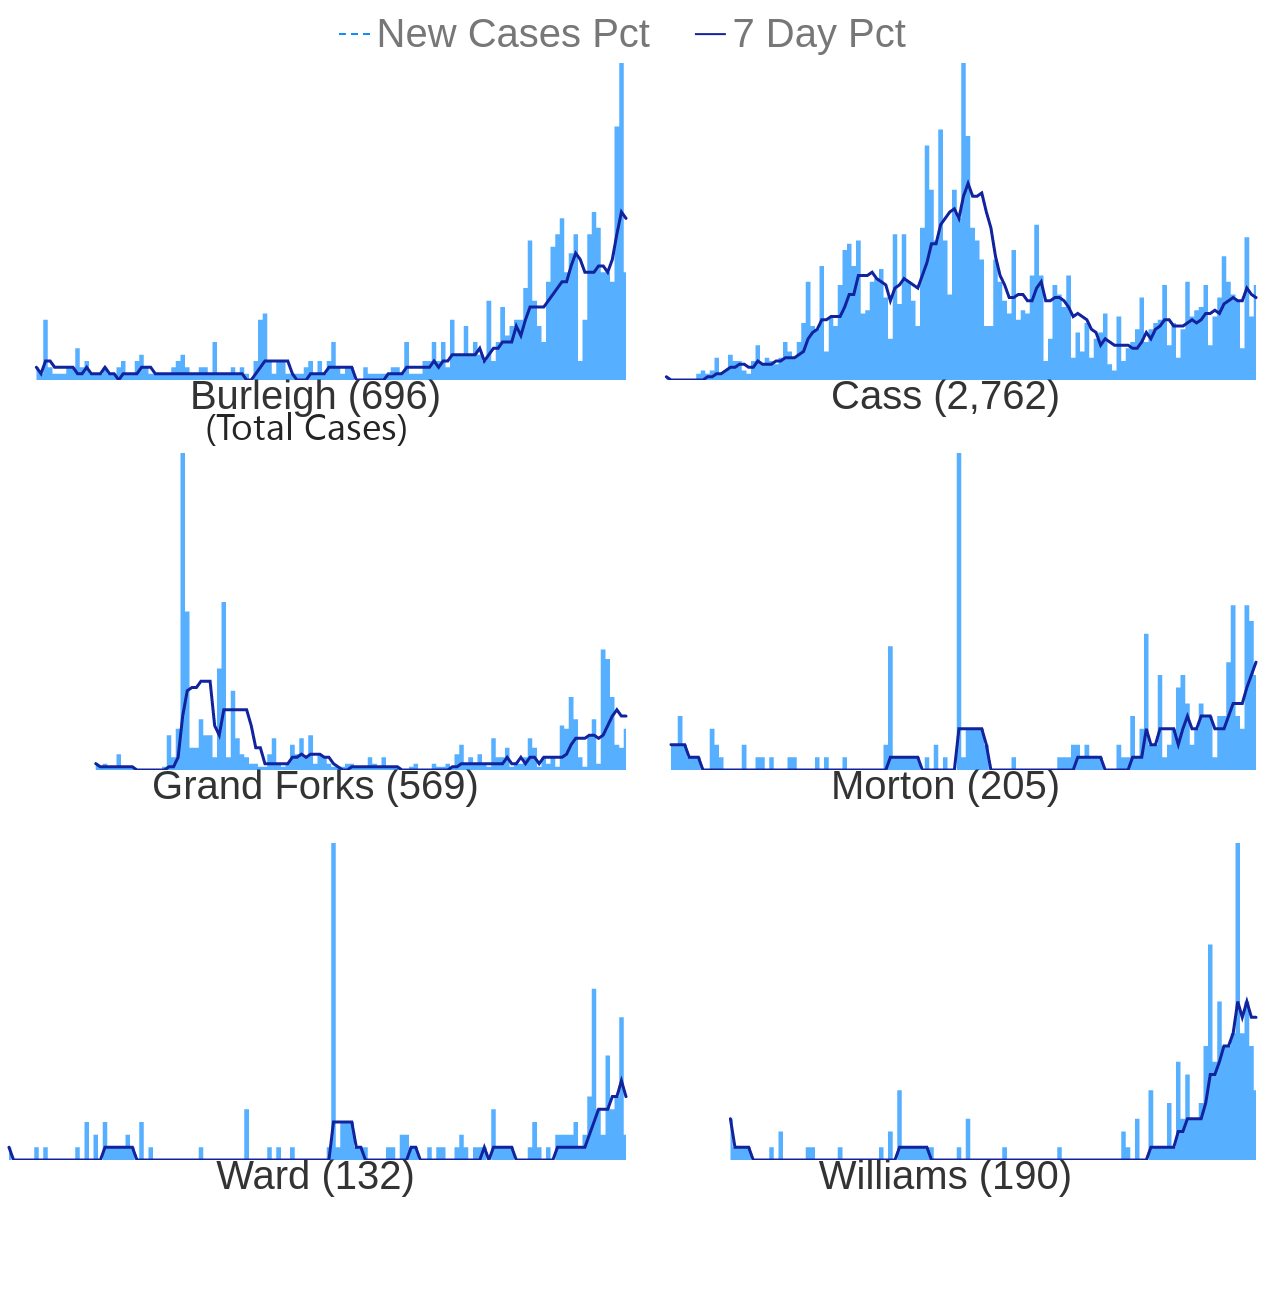 New Cases Pct 7 Day Pct
Burleigh (696)
(Total Cases)
Cass (2,762)
Grand Forks (569)
Morton (205)
Ward (132)
Williams (190)